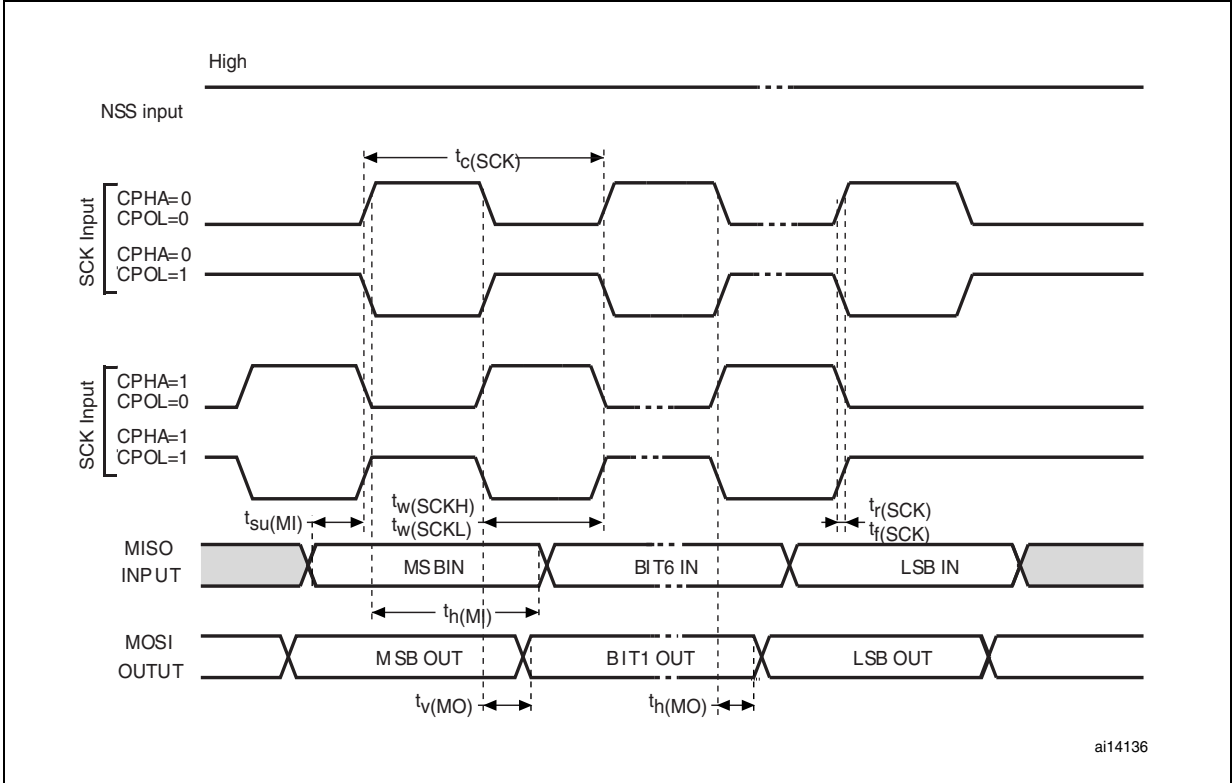 High
NSS input
tc(SCK)
SCK Input
CPHA=0
CPOL=0
CPHA=0
CPOL=1
SCK Input
CPHA=1
CPOL=0
CPHA=1
CPOL=1
tsu(MI)
tw(SCKH)
tw(SCKL)
tr(SCK)
tf(SCK)
MISO
INPUT
MSBIN
BIT6 IN
LSB IN
th(MI)
MOSI
OUTUT
MSB OUT
BIT1 OUT
LSB OUT
tv(MO)
th(MO)
ai14136